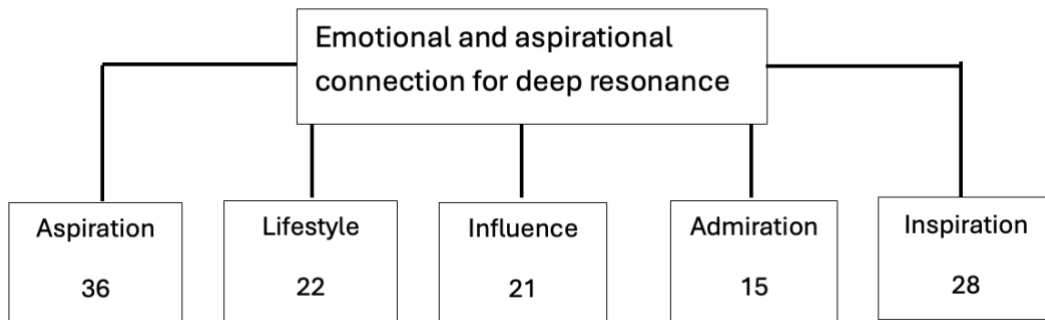 Emotional and aspirational
connection for deep resonance
Aspiration
36
Lifestyle
22
Influence
21
Admiration
15
Inspiration
28